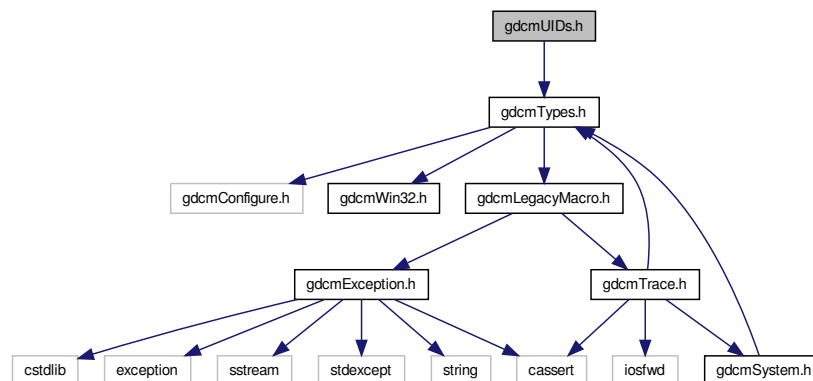 gdcmUIDs.h
gdcmTypes.h
gdcmConfigure.h
gdcmWin32.h
gdcmLegacyMacro.h
gdcmException.h
gdcmTrace.h
cstdlib
exception
sstream
stdexcept
string
cassert
iosfwd
gdcmSystem.h